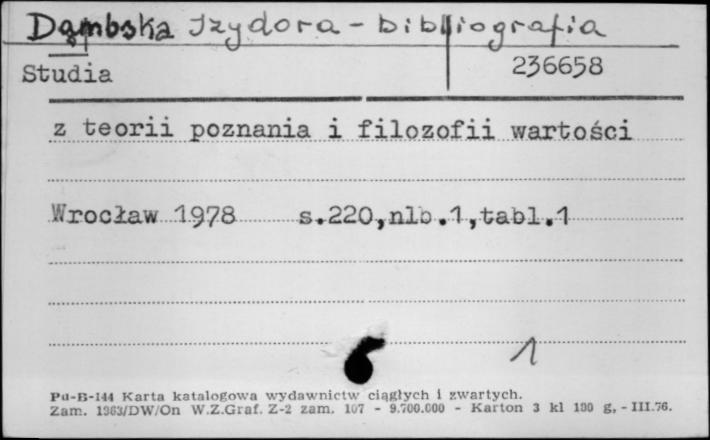 Dąmbska Izydora - bibliografia
Studia
236658
z teorii poznania i filozofii wartości
Wrocław 1978 s.220,nlb.1,tabl.1
1
Pu-B-144 Karta katalogowa wydawnictw ciągłych i zwartych.
Zam. 1363/DW/On W.Z.Graf. Z-2 zam. 107 - 9.700.000 - Karton 3 kl 190 g, - III.76.